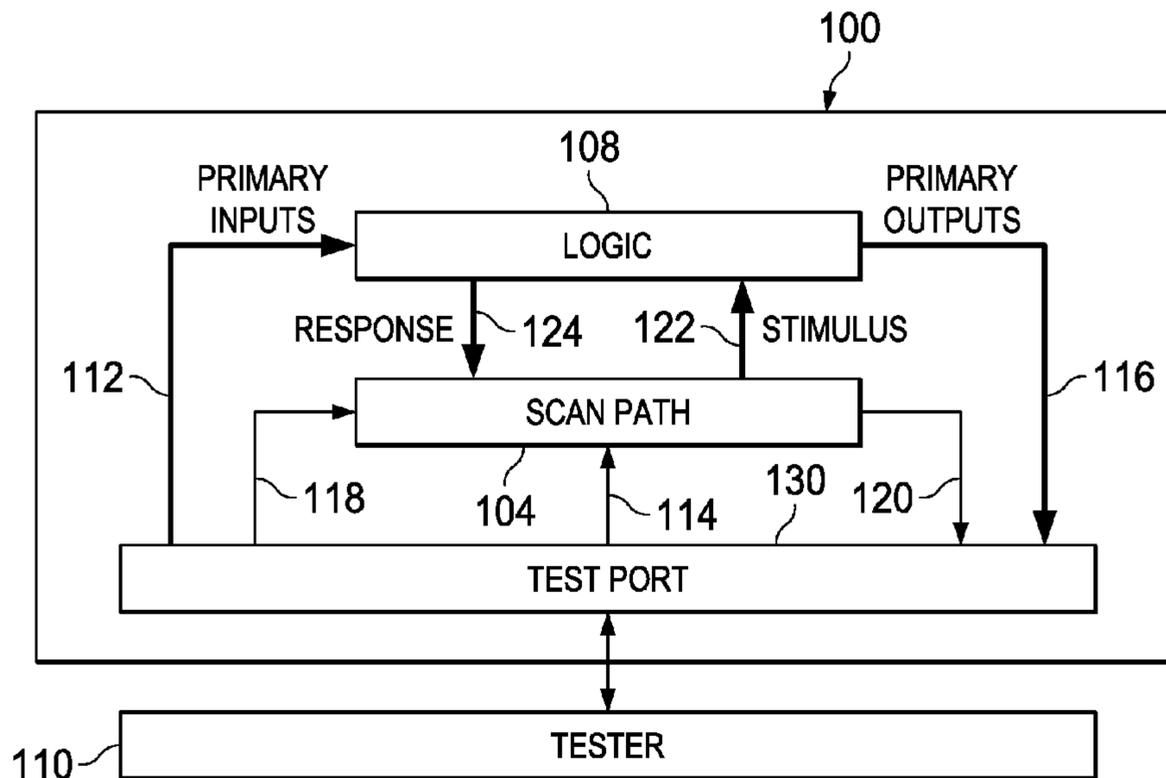 100
108
PRIMARY
INPUTS
PRIMARY
OUTPUTS
LOGIC
RESPONSE
124
122
STIMULUS
112
116
SCAN PATH
118
104
114
130
120
TEST PORT
TESTER
110